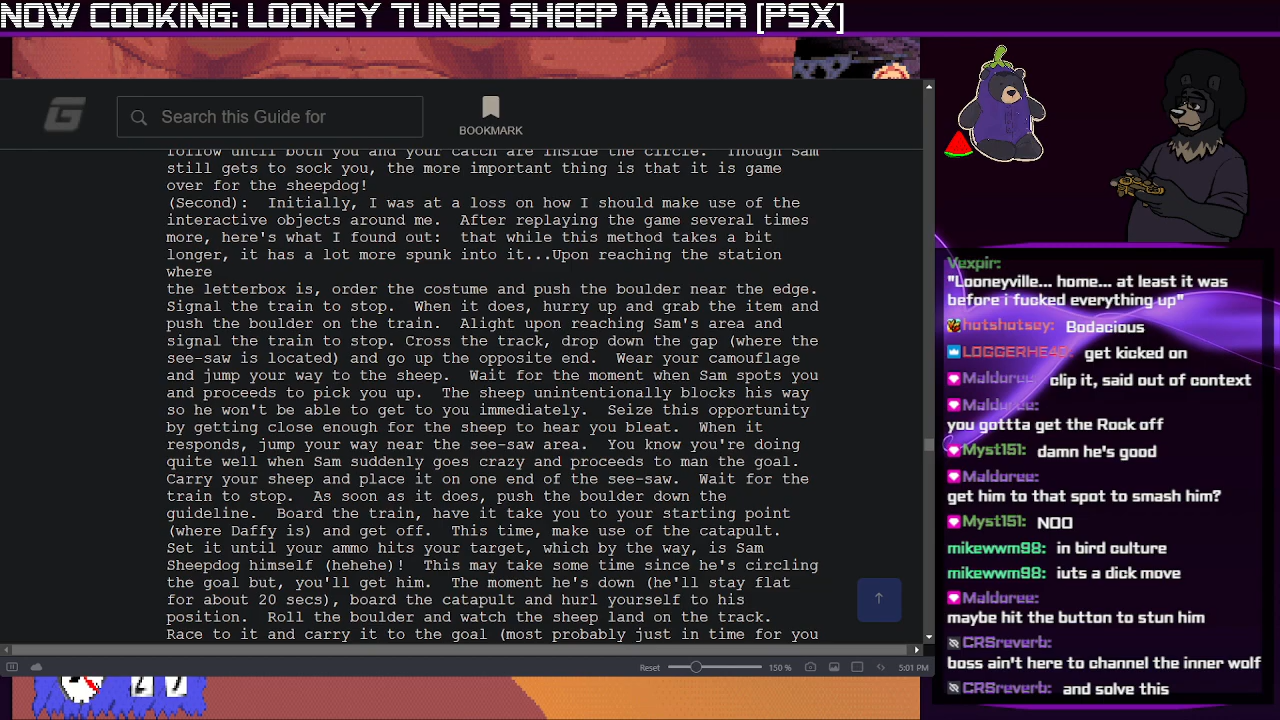 NOW COOKING: LOONEY TUNES SHEEP RAIDER [PSX]
Search this Guide for
BOOKMARK
follow until both you and your catch are inside the circle.  Though Sam
still gets to sock you, the more important thing is that it is game
over for the sheepdog!
(Second):  Initially, I was at a loss on how I should make use of the
interactive objects around me.  After replaying the game several times
more, here's what I found out:  that while this method takes a bit
longer, it has a lot more spunk into it...Upon reaching the station
where
the letterbox is, order the costume and push the boulder near the edge.
Signal the train to stop.  When it does, hurry up and grab the item and
push the boulder on the train.  Alight upon reaching Sam's area and
signal the train to stop. Cross the track, drop down the gap (where the
see-saw is located) and go up the opposite end.  Wear your camouflage
and jump your way to the sheep.  Wait for the moment when Sam spots you
and proceeds to pick you up.  The sheep unintentionally blocks his way
so he won't be able to get to you immediately.  Seize this opportunity
by getting close enough for the sheep to hear you bleat.  When it
responds, jump your way near the see-saw area.  You know you're doing
quite well when Sam suddenly goes crazy and proceeds to man the goal.
Carry your sheep and place it on one end of the see-saw.  Wait for the
train to stop.  As soon as it does, push the boulder down the
guideline.  Board the train, have it take you to your starting point
(where Daffy is) and get off.  This time, make use of the catapult.
Set it until your ammo hits your target, which by the way, is Sam
Sheepdog himself (hehehe)!  This may take some time since he's circling
the goal but, you'll get him.  The moment he's down (he'll stay flat
for about 20 secs), board the catapult and hurl yourself to his
position.  Roll the boulder and watch the sheep land on the track.
Race to it and carry it to the goal (most probably just in time for you
Reset
150 %
5:01 PM
Vexpir:
"Looneyville... home... at least it was
before i fucked everything up"
hotshotsey: Bodacious
get kicked on
Malduree: clip it, said out of context
Malduree:
you gottta get the Rock off
Myst151: damn he's good
Malduree:
get him to that spot to smash him?
Myst151: NOO
mikewwm98: in bird culture
mikewwm98: iuts a dick move
Malduree:
maybe hit the button to stun him
CRSreverb:
boss ain't here to channel the inner wolf
CRSreverb: and solve this